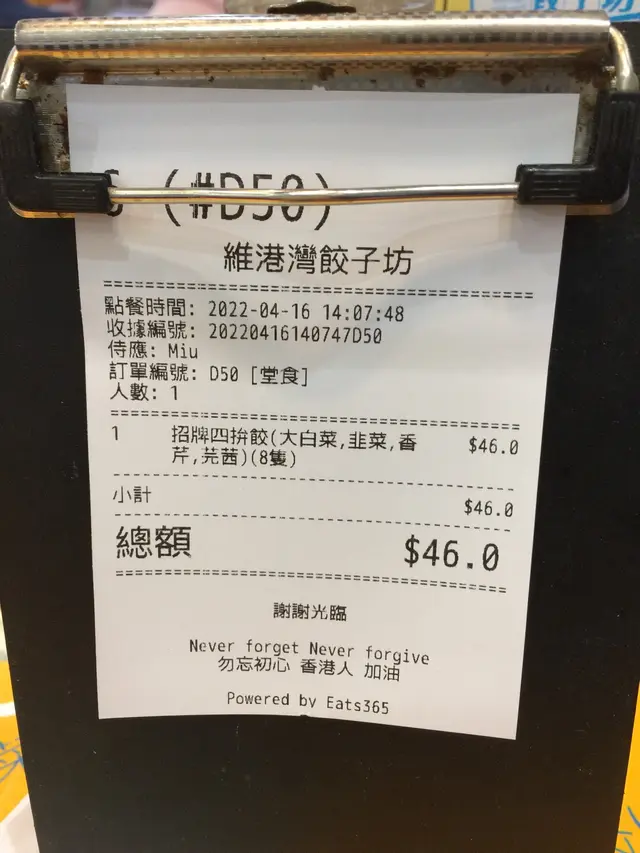 (#D50)
維港灣餃子坊
點餐時間: 2022-04-16 14:07:48
收據編號: 20220416140747D50
侍應: Miu
訂單編號: D50 [堂食]
人數: 1
1 招牌四拚餃(大白菜,韭菜,香 $46.0
芹,芫茜)(8隻)
小計 $46.0
總額 $46.0
謝謝光臨
Never forget Never forgive
勿忘初心 香港人 加油
Powered by Eats365